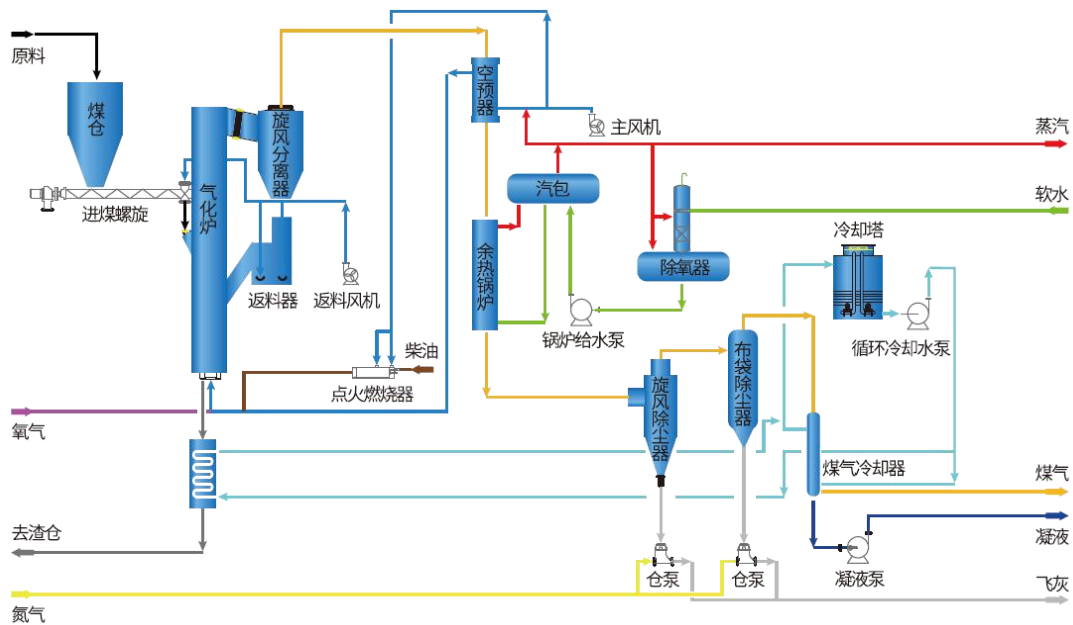 原料
煤仓
进煤螺旋
气化炉
旋风分离器
返料器
返料风机
空预器
主风机
蒸汽
汽包
软水
除氧器
余热锅炉
锅炉给水泵
冷却塔
循环冷却水泵
柴油
点火燃烧器
氧气
旋风除尘器
布袋除尘器
煤气冷却器
煤气
去渣仓
凝液
凝液泵
仓泵
仓泵
飞灰
氮气